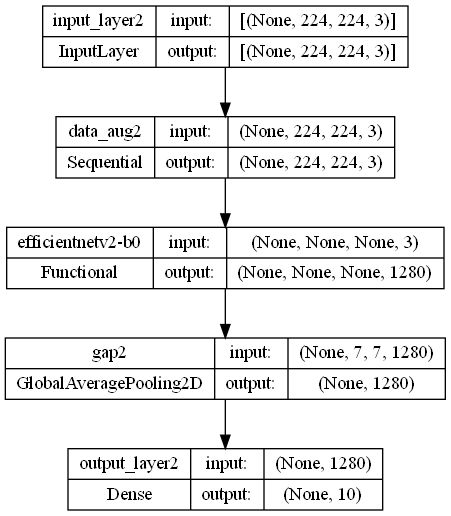 input_layer2 input: [(None, 224, 224, 3)]
InputLayer output: [(None, 224, 224, 3)]
data_aug2 input: (None, 224, 224, 3)
Sequential output: (None, 224, 224, 3)
efficientnetv2-b0 input: (None, None, None, 3)
Functional output: (None, None, None, 1280)
gap2 input: (None, 7, 7, 1280)
GlobalAveragePooling2D output: (None, 1280)
output_layer2 input: (None, 1280)
Dense output: (None, 10)